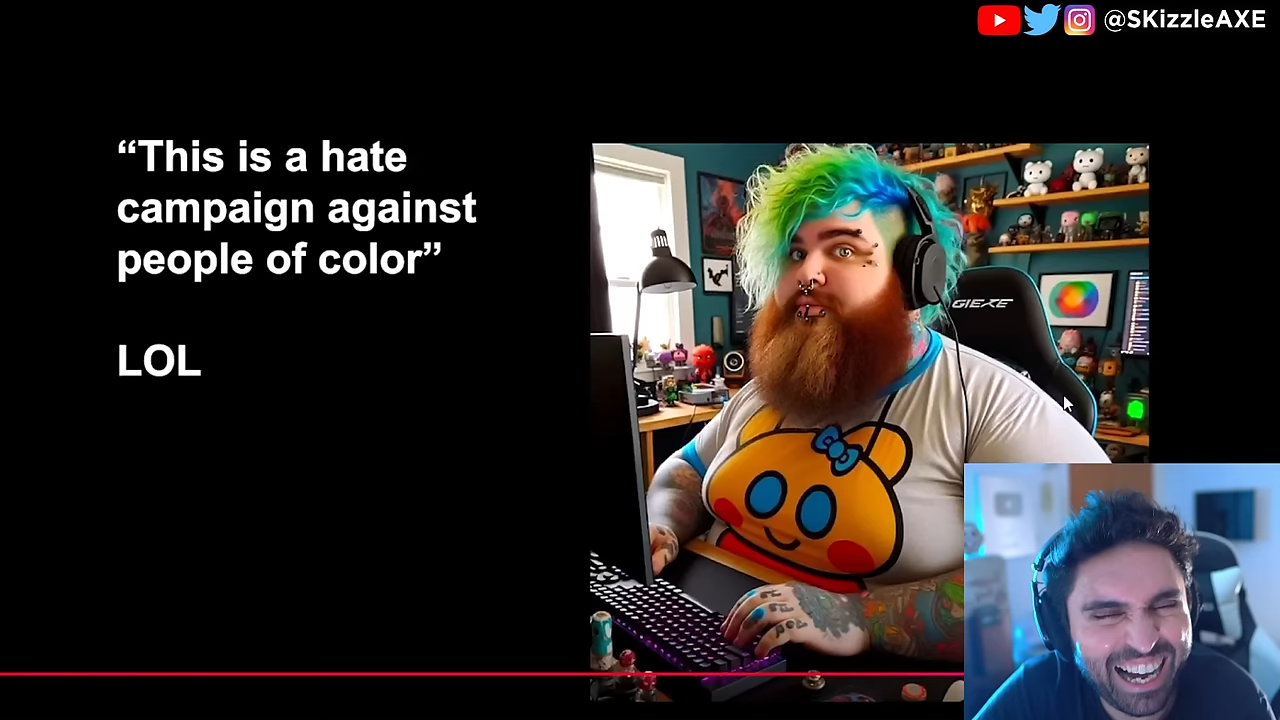 @SKizzleAXE
“This is a hate
campaign against
people of color”
LOL
GIEXE